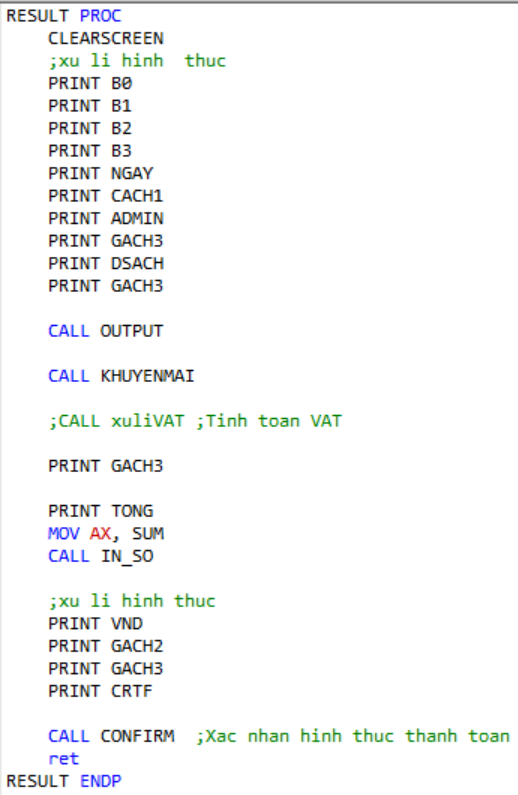 RESULT PROC
    CLEARSCREEN
    ;xu li hinh  thuc
    PRINT B0
    PRINT B1
    PRINT B2
    PRINT B3
    PRINT NGAY
    PRINT CACH1
    PRINT ADMIN
    PRINT GACH3
    PRINT DSACH
    PRINT GACH3

    CALL OUTPUT

    CALL KHUYENMAI

    ;CALL xuliVAT ;Tinh toan VAT

    PRINT GACH3

    PRINT TONG
    MOV AX, SUM
    CALL IN_SO

    ;xu li hinh thuc
    PRINT VND
    PRINT GACH2
    PRINT GACH3
    PRINT CRTF

    CALL CONFIRM  ;Xac nhan hinh thuc thanh toan
    ret
RESULT ENDP